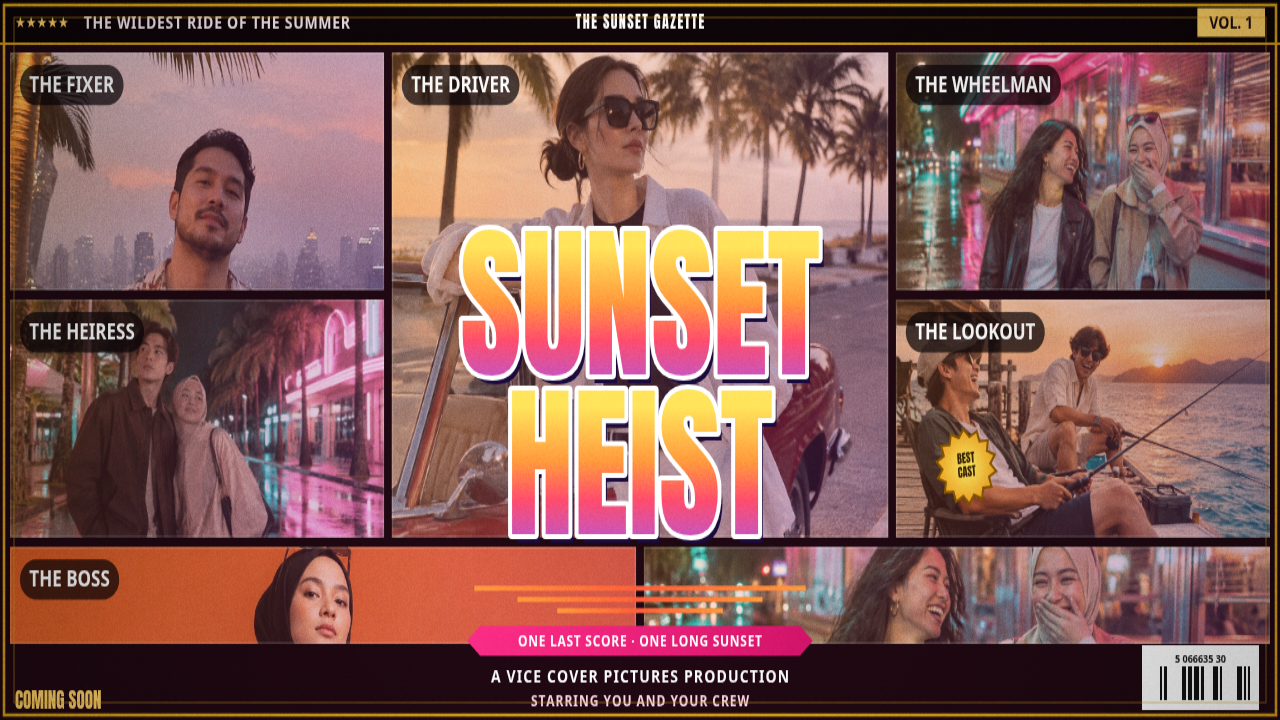 ★★★★★ THE WILDEST RIDE OF THE SUMMER
THE SUNSET GAZETTE
VOL. 1
THE FIXER
THE DRIVER
THE WHEELMAN
SUNSET
HEIST
THE HEIRESS
THE LOOKOUT
BEST
CAST
THE BOSS
ONE LAST SCORE · ONE LONG SUNSET
A VICE COVER PICTURES PRODUCTION
STARRING YOU AND YOUR CREW
COMING SOON
5 066635 30